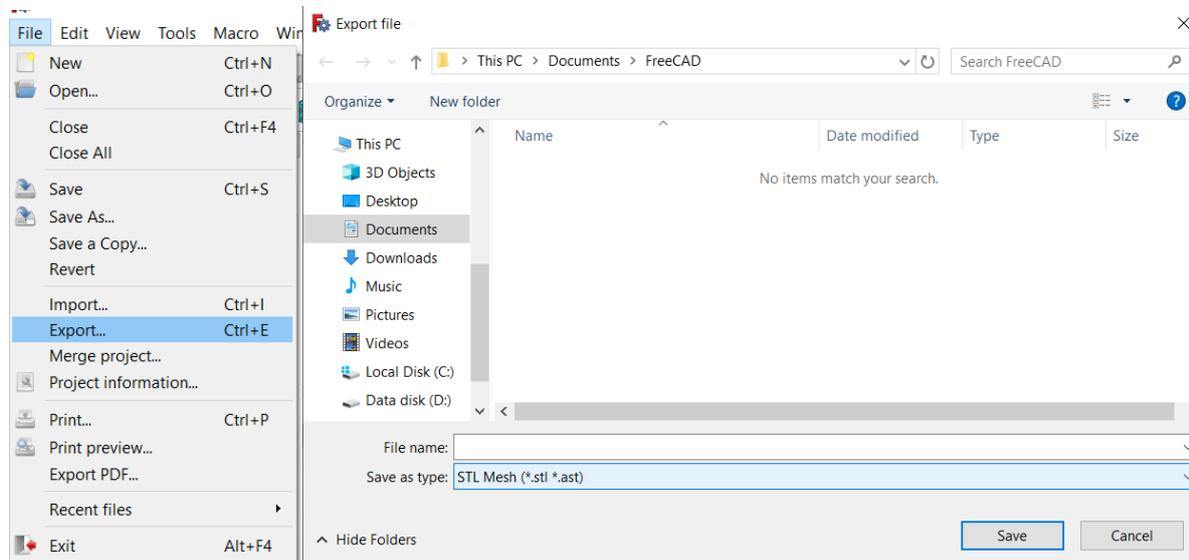 File Edit View Tools Macro
New Ctrl+N
Open... Ctrl+O
Close Ctrl+F4
Close All
Save Ctrl+S
Save As...
Save a Copy...
Revert
Import... Ctrl+I
Export... Ctrl+E
Merge project...
Project information...
Print... Ctrl+P
Print preview...
Export PDF...
Recent files
Exit Alt+F4
Export file
This PC > Documents > FreeCAD
Search FreeCAD
Organize New folder
?
Name Date modified Type Size
No items match your search.
This PC
3D Objects
Desktop
Documents
Downloads
Music
Pictures
Videos
Local Disk (C:)
Data disk (D:)
File name:
Save as type: STL Mesh (*.stl *.ast)
Hide Folders
Save Cancel